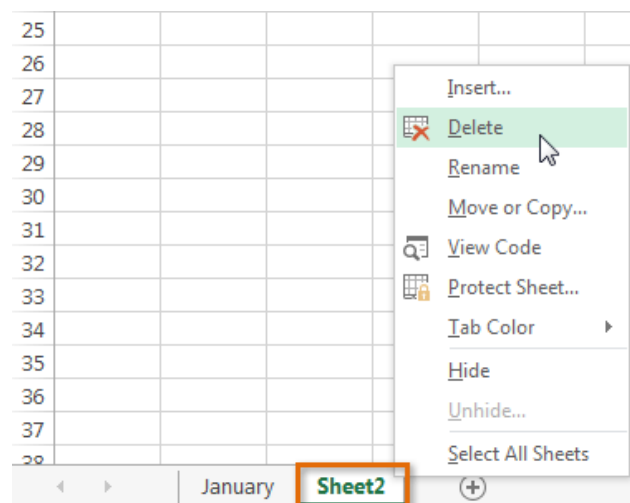 25
26
27
28
29
30
31
32
33
34
35
36
37
38
Insert...
Delete
Rename
Move or Copy...
View Code
Protect Sheet...
Tab Color
Hide
Unhide...
Select All Sheets
January Sheet2